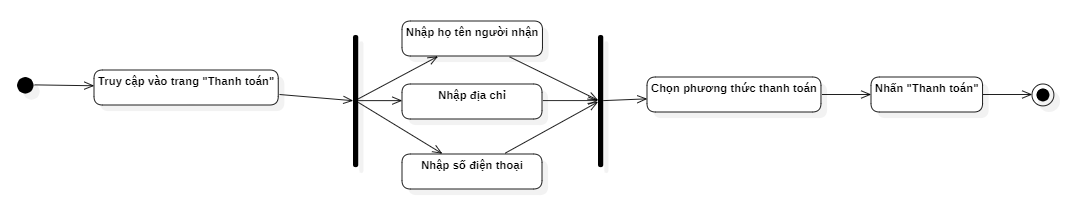 Truy cập vào trang "Thanh toán"
Nhập họ tên người nhận
Nhập địa chỉ
Nhập số điện thoại
Chọn phương thức thanh toán
Nhấn "Thanh toán"